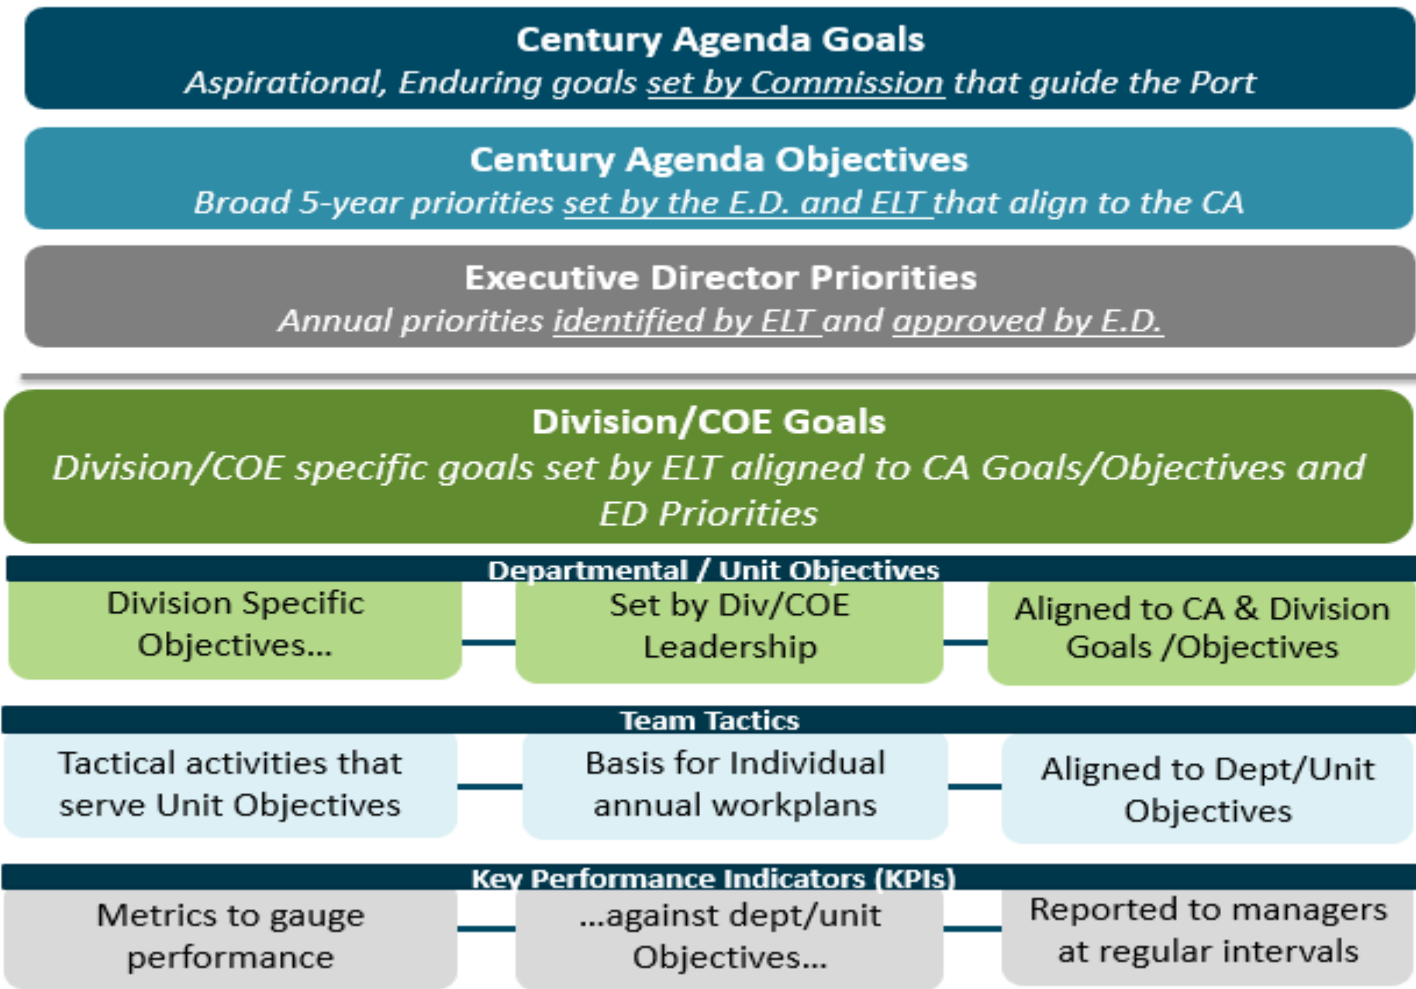 Century Agenda Goals
Aspirational, Enduring goals set by Commission that guide the Port
Century Agenda Objectives
Broad 5-year priorities set by the E.D. and ELT that align to the CA
Executive Director Priorities
Annual priorities identified by ELT and approved by E.D.
Division/COE Goals
Division/COE specific goals set by ELT aligned to CA Goals/Objectives and
ED Priorities
Departmental / Unit Objectives
Division Specific
Objectives...
Set by Div/COE
Leadership
Aligned to CA & Division
Goals /Objectives
Team Tactics
Tactical activities that
serve Unit Objectives
Basis for Individual
annual workplans
Aligned to Dept/Unit
Objectives
Key Performance Indicators (KPIs)
Metrics to gauge
performance
...against dept/unit
Objectives...
Reported to managers
at regular intervals